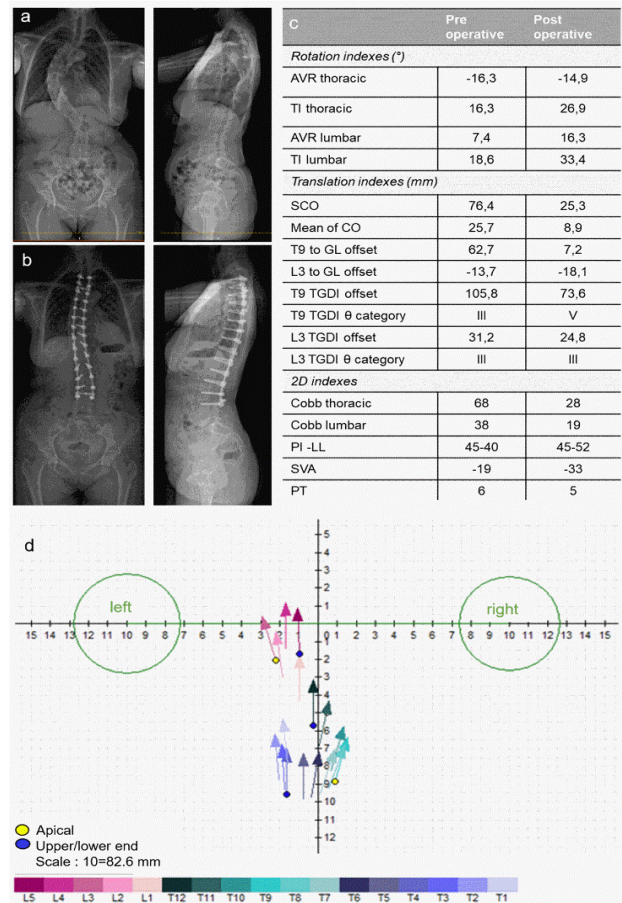 a
b
c Pre operative Post operative
Rotation indexes (°)
AVR thoracic -16,3 -14,9
TI thoracic 16,3 26,9
AVR lumbar 7,4 16,3
TI lumbar 18,6 33,4
Translation indexes (mm)
SCO 76,4 25,3
Mean of CO 25,7 8,9
T9 to GL offset 62,7 7,2
L3 to GL offset -13,7 -18,1
T9 TGDI offset 105,8 73,6
T9 TGDI θ category III V
L3 TGDI offset 31,2 24,8
L3 TGDI θ category III III
2D indexes
Cobb thoracic 68 28
Cobb lumbar 38 19
PI -LL 45-40 45-52
SVA -19 -33
PT 6 5
d
5
4
3
2
1
left
right
15 14 13 12 11 10 9 8 7 6 5 4 3 2 1 0 1 2 3 4 5 6 7 8 9 10 11 12 13 14 15
1
2
3
4
5
6
7
8
9
10
11
12
Apical
Upper/lower end
Scale : 10=82.6 mm
L5 L4 L3 L2 L1 T12 T11 T10 T9 T8 T7 T6 T5 T4 T3 T2 T1